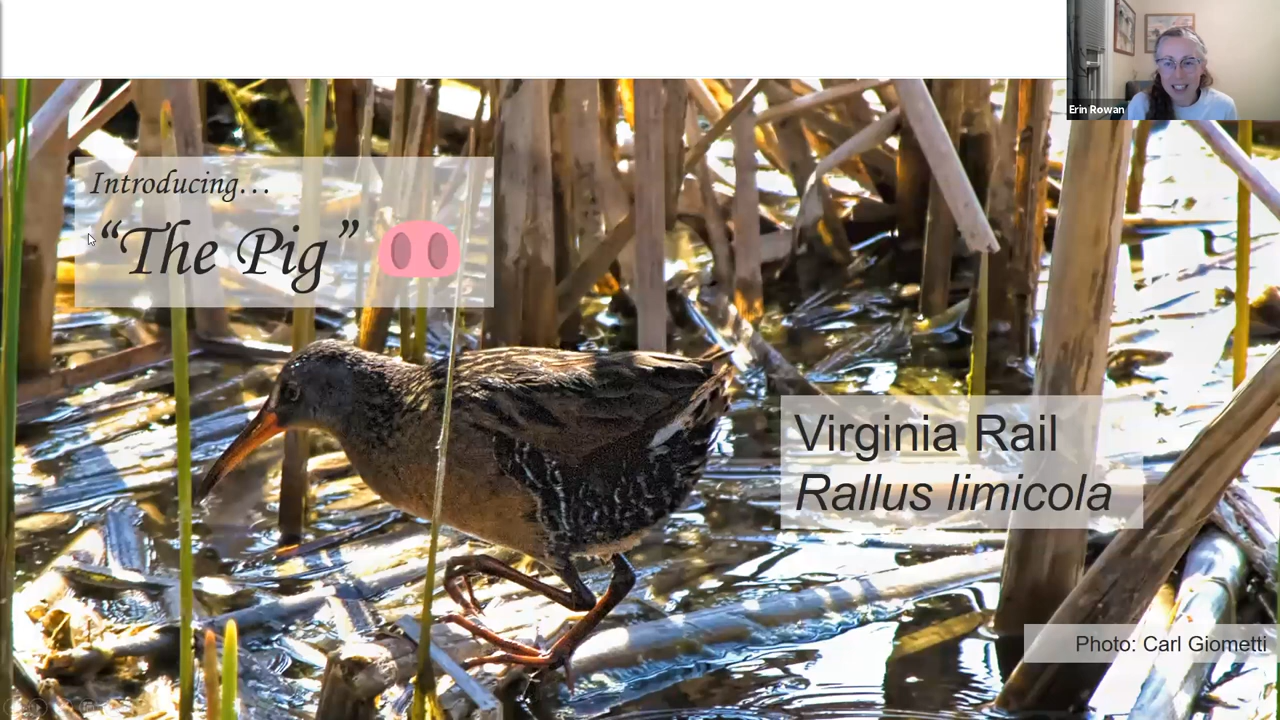 Erin Rowan
Introducing...
“The Pig”
Virginia Rail
Rallus limicola
Photo: Carl Giometti